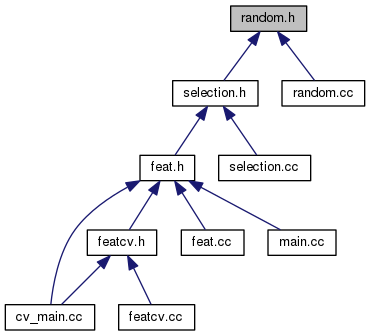 random.h
selection.h
random.cc
feat.h
selection.cc
featcv.h
feat.cc
main.cc
cv_main.cc
featcv.cc